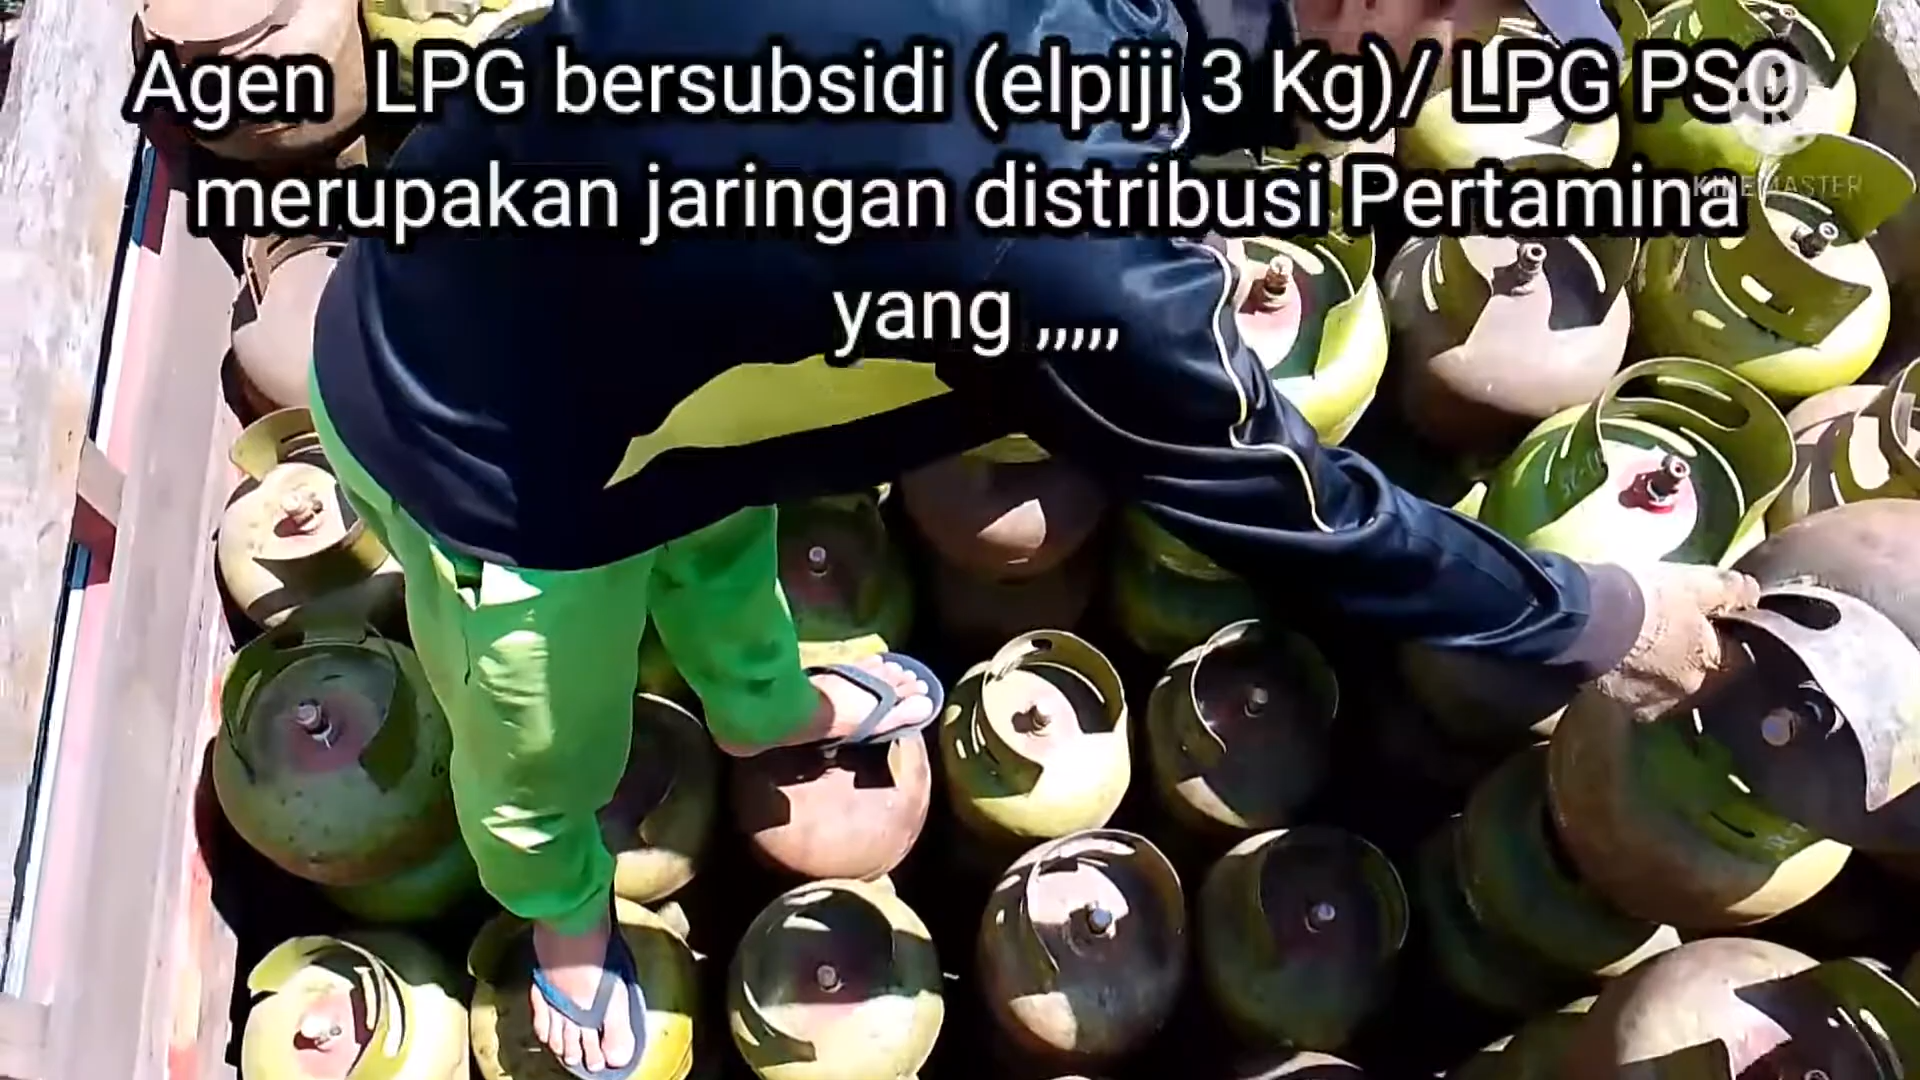 Agen LPG bersubsidi (elpiji 3 Kg)/ LPG PSO
merupakan jaringan distribusi Pertamina
yang ,,,,,
KINEMASTER